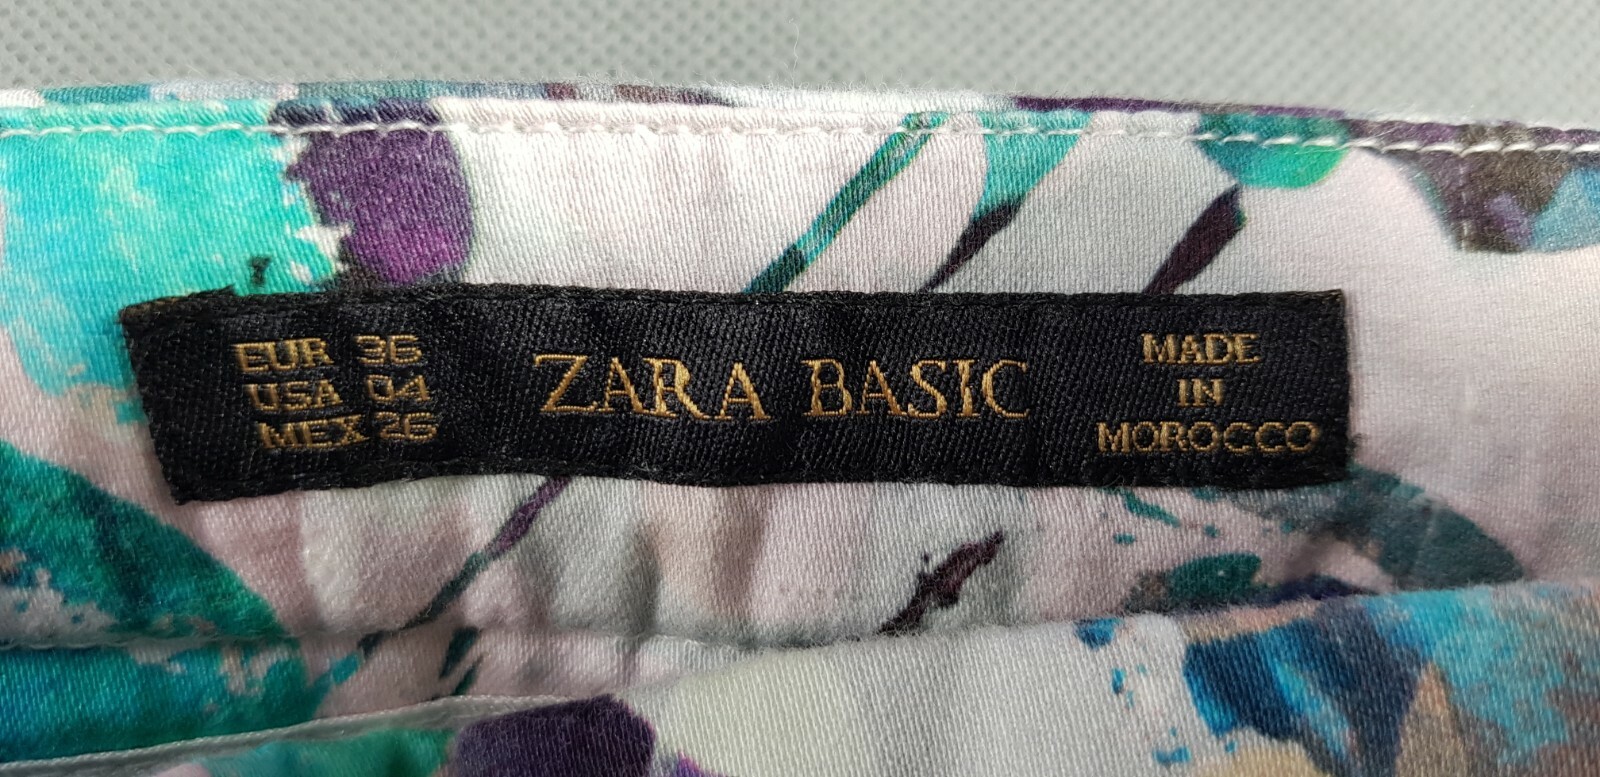 EUR 36
USA 04
MEX 26
ZARA BASIC
MADE
IN
MOROCCO